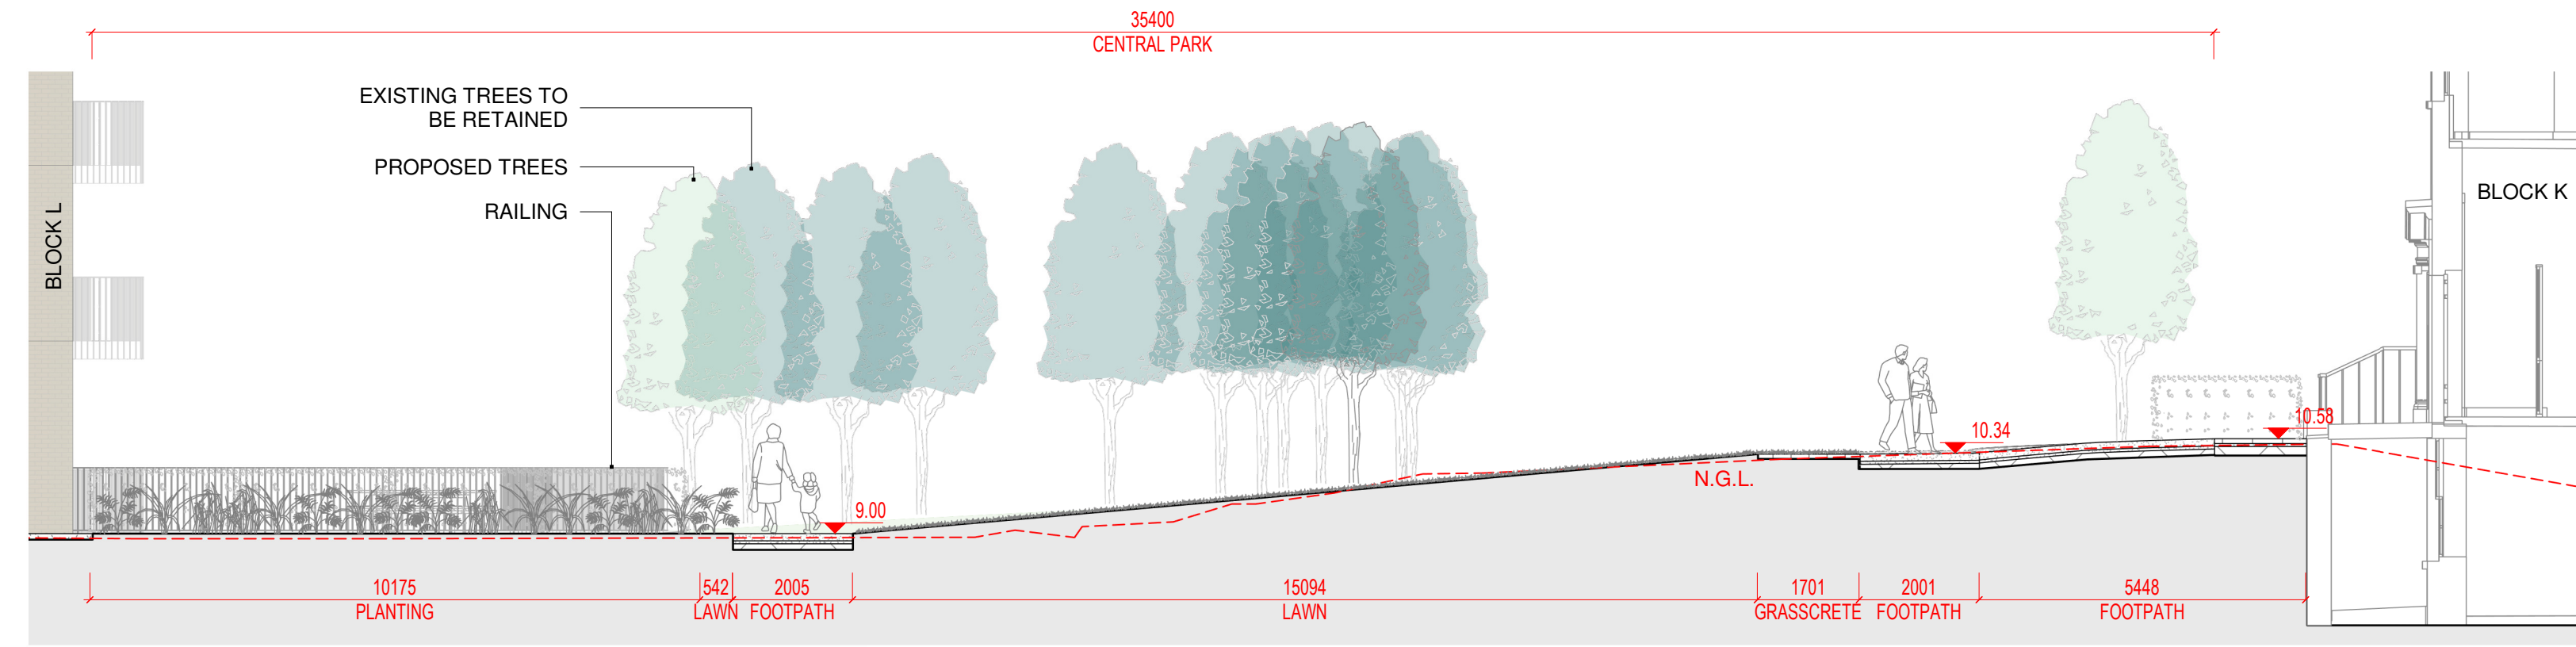 35400
CENTRAL PARK
EXISTING TREES TO
BE RETAINED
PROPOSED TREES
RAILING
BLOCK L
BLOCK K
10.58
10.34
N.G.L.
9.00
10175
PLANTING
542
LAWN
2005
FOOTPATH
15094
LAWN
1701
GRASSCRETE
2001
FOOTPATH
5448
FOOTPATH